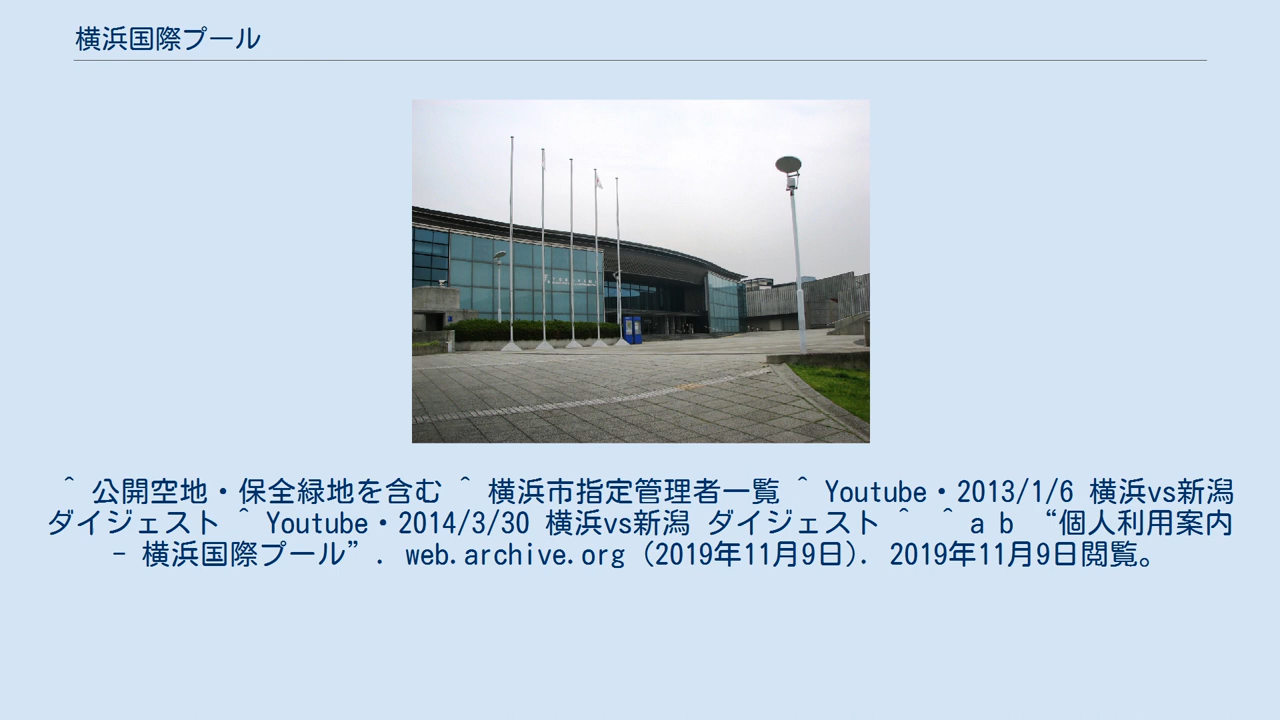 横浜国際プール
^ 公開空地・保全緑地を含む ^ 横浜市指定管理者一覧 ^ Youtube・2013/1/6 横浜vs新潟
ダイジェスト ^ Youtube・2014/3/30 横浜vs新潟 ダイジェスト ^ ^ a b “個人利用案内
- 横浜国際プール”. web.archive.org (2019年11月9日). 2019年11月9日閲覧。